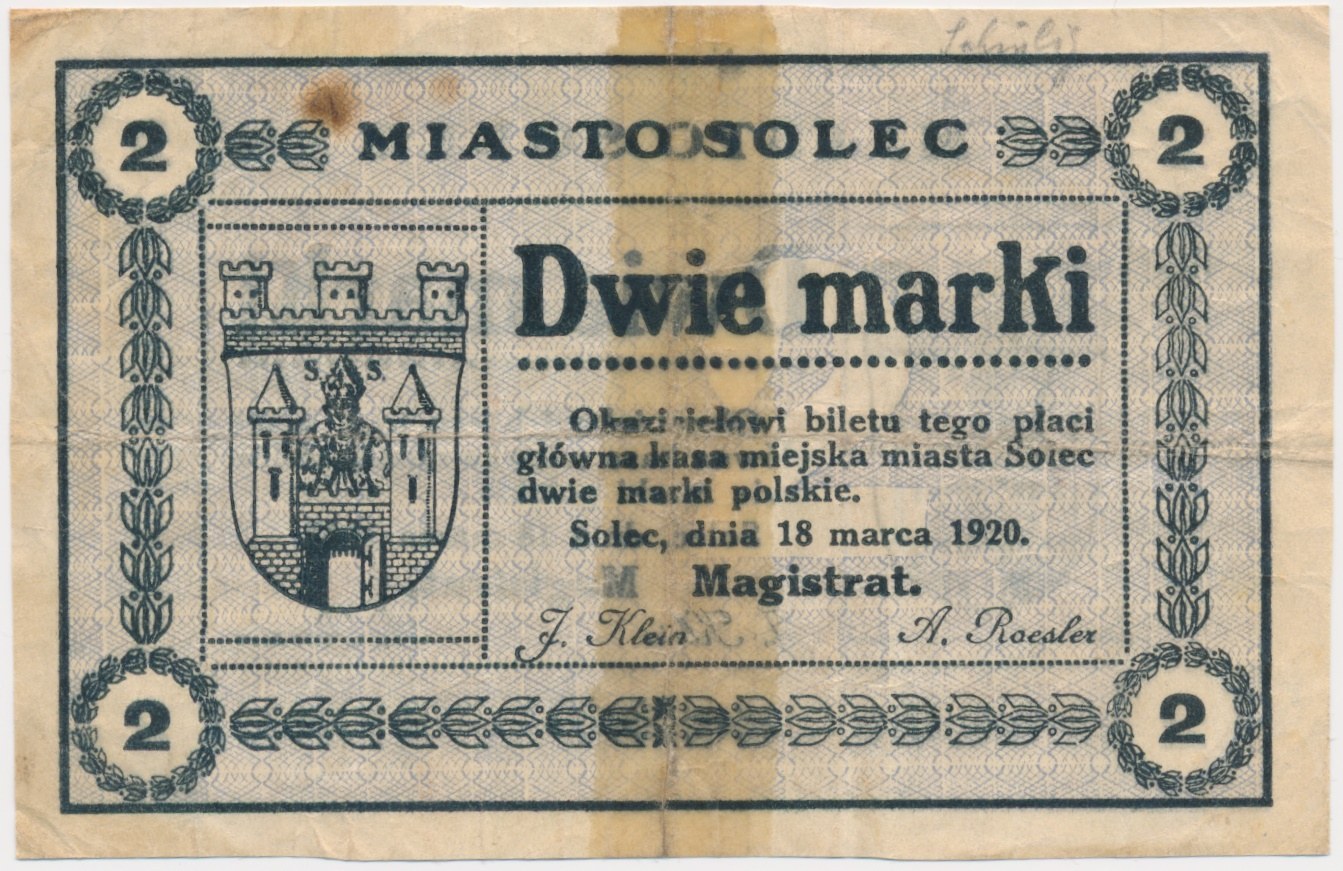 2 MIASTO SOLEC 2
S. S.
Dwie marki
Okazicielowi biletu tego płaci
główna kasa miejska miasta Solec
dwie marki polskie.
Solec, dnia 18 marca 1920.
Magistrat.
J. Klein A. Roesler
2 2